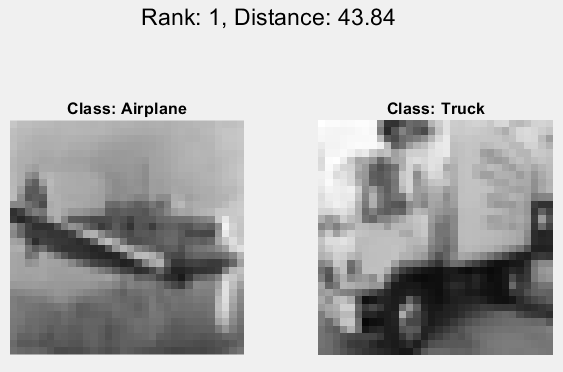 Rank: 1, Distance: 43.84
Class: Airplane
Class: Truck